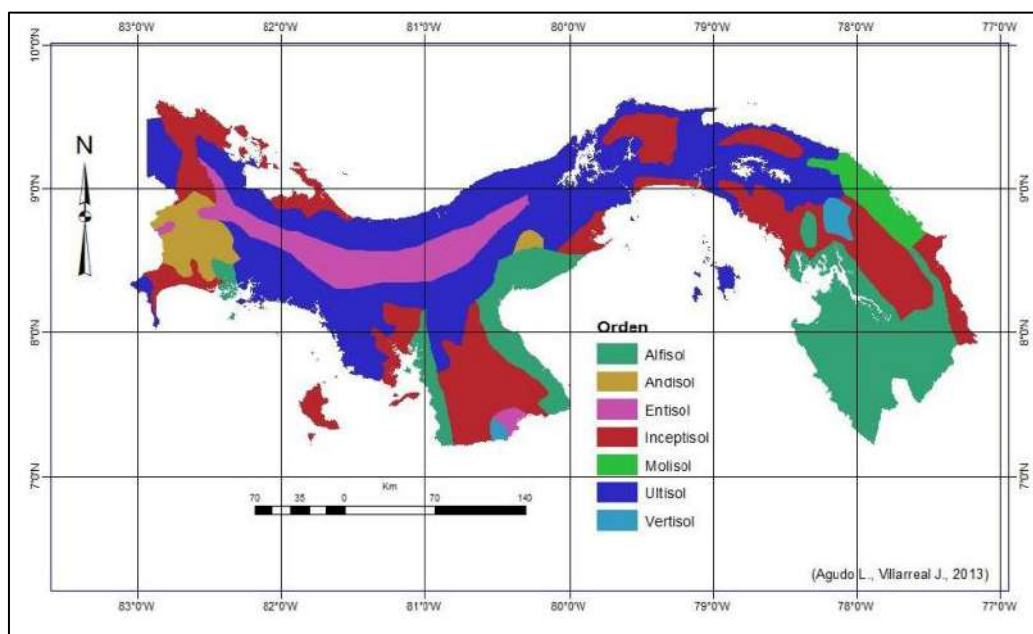 83°0'W 82°0'W 81°0'W 80°0'W 79°0'W 78°0'W 77°0'W
10°0'N 10°0'N
N
9°0'N 9°0'N
8°0'N 8°0'N
Orden
Alfisol
Andisol
Entisol
Inceptisol
Molisol
Ultisol
Vertisol
7°0'N 7°0'N
Km
70 35 0 70 140
(Agudo L., Villarreal J., 2013)
83°0'W 82°0'W 81°0'W 80°0'W 79°0'W 78°0'W 77°0'W